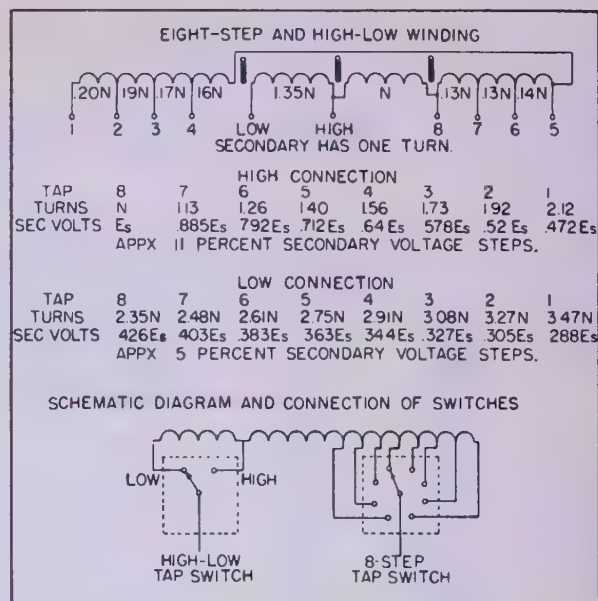 EIGHT-STEP AND HIGH-LOW WINDING
.20N .19N .17N .16N 1.35N N .13N .13N .14N
1 2 3 4 LOW HIGH 8 7 6 5
SECONDARY HAS ONE TURN.
HIGH CONNECTION
TAP 8 7 6 5 4 3 2 1
TURNS N 1.13 1.26 1.40 1.56 1.73 1.92 2.12
SEC VOLTS Es .885Es .792Es .712Es .64Es .578Es .52Es .472Es
APPX 11 PERCENT SECONDARY VOLTAGE STEPS.
LOW CONNECTION
TAP 8 7 6 5 4 3 2 1
TURNS 2.35N 2.48N 2.61N 2.75N 2.91N 3.08N 3.27N 3.47N
SEC VOLTS .426Es .403Es .383Es .363Es .344Es .327Es .305Es .288Es
APPX 5 PERCENT SECONDARY VOLTAGE STEPS.
SCHEMATIC DIAGRAM AND CONNECTION OF SWITCHES
LOW HIGH
HIGH-LOW 8-STEP
TAP SWITCH TAP SWITCH